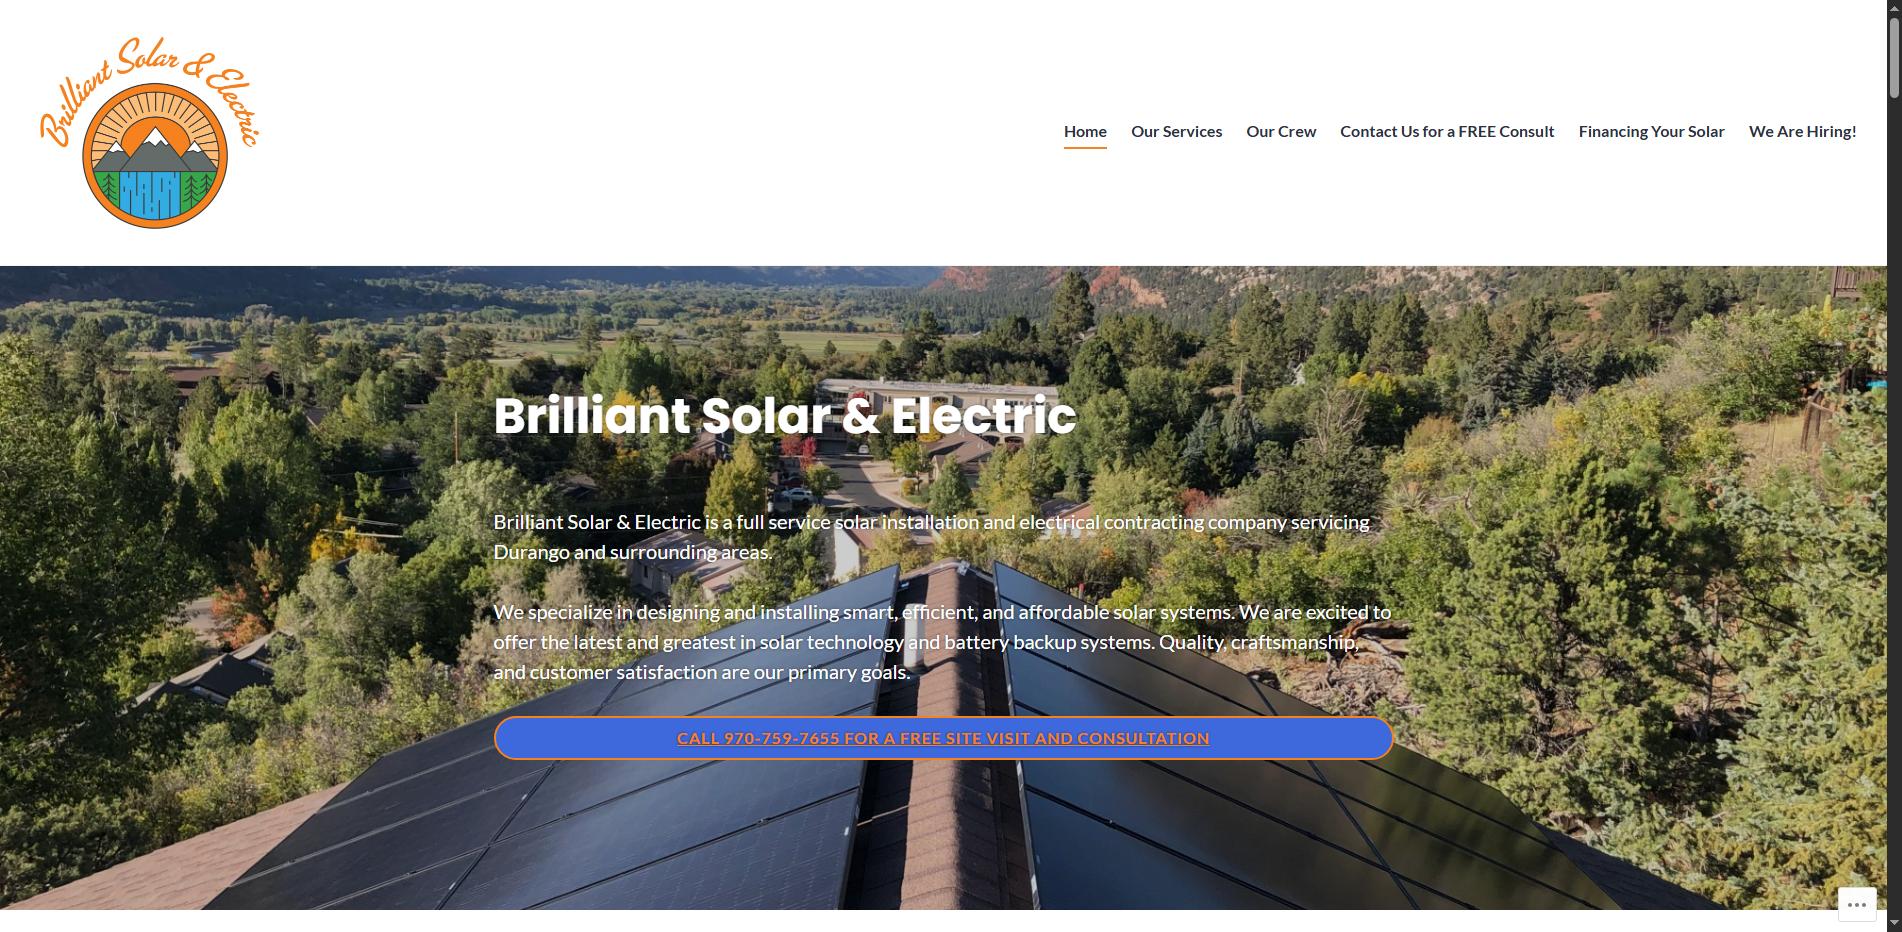 Brilliant Solar & Electric
Home
Our Services
Our Crew
Contact Us for a FREE Consult
Financing Your Solar
We Are Hiring!
Brilliant Solar & Electric
Brilliant Solar & Electric is a full service solar installation and electrical contracting company servicing
Durango and surrounding areas.
We specialize in designing and installing smart, efficient, and affordable solar systems. We are excited to
offer the latest and greatest in solar technology and battery backup systems. Quality, craftsmanship,
and customer satisfaction are our primary goals.
CALL 970-759-7655 FOR A FREE SITE VISIT AND CONSULTATION